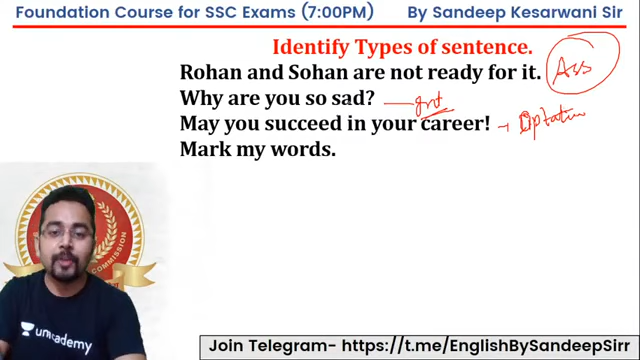 Foundation Course for SSC Exams (7:00PM) By Sandeep Kesarwani Sir
Identify Types of sentence.
Rohan and Sohan are not ready for it. Ass
Why are you so sad? Int
May you succeed in your career! → Optative
Mark my words.
COMMISSION
unacademy
Join Telegram- https://t.me/EnglishBySandeepSirr